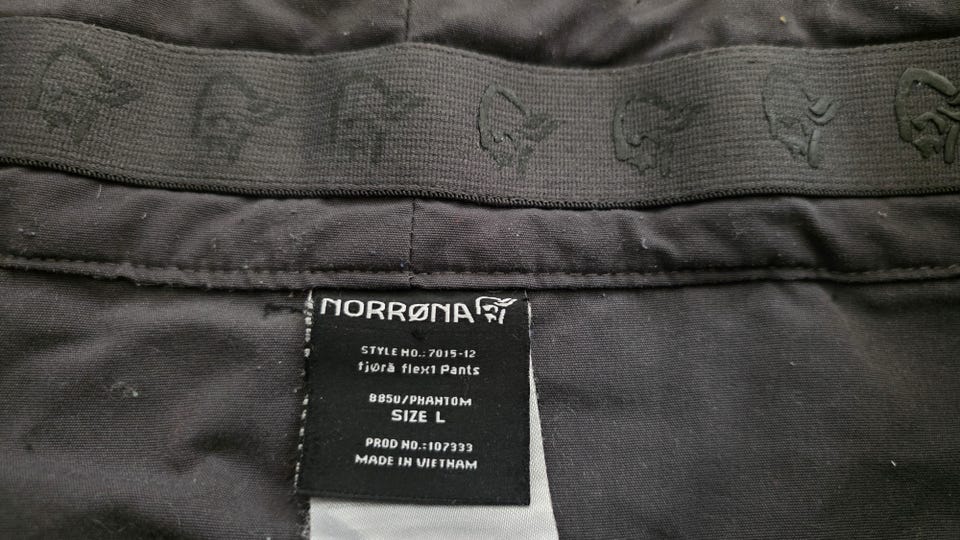 NORRØNA
STYLE NO.:7015-12
fjørå flex1 Pants
8850/PHANTOM
SIZE L
PROD NO.:107333
MADE IN VIETNAM